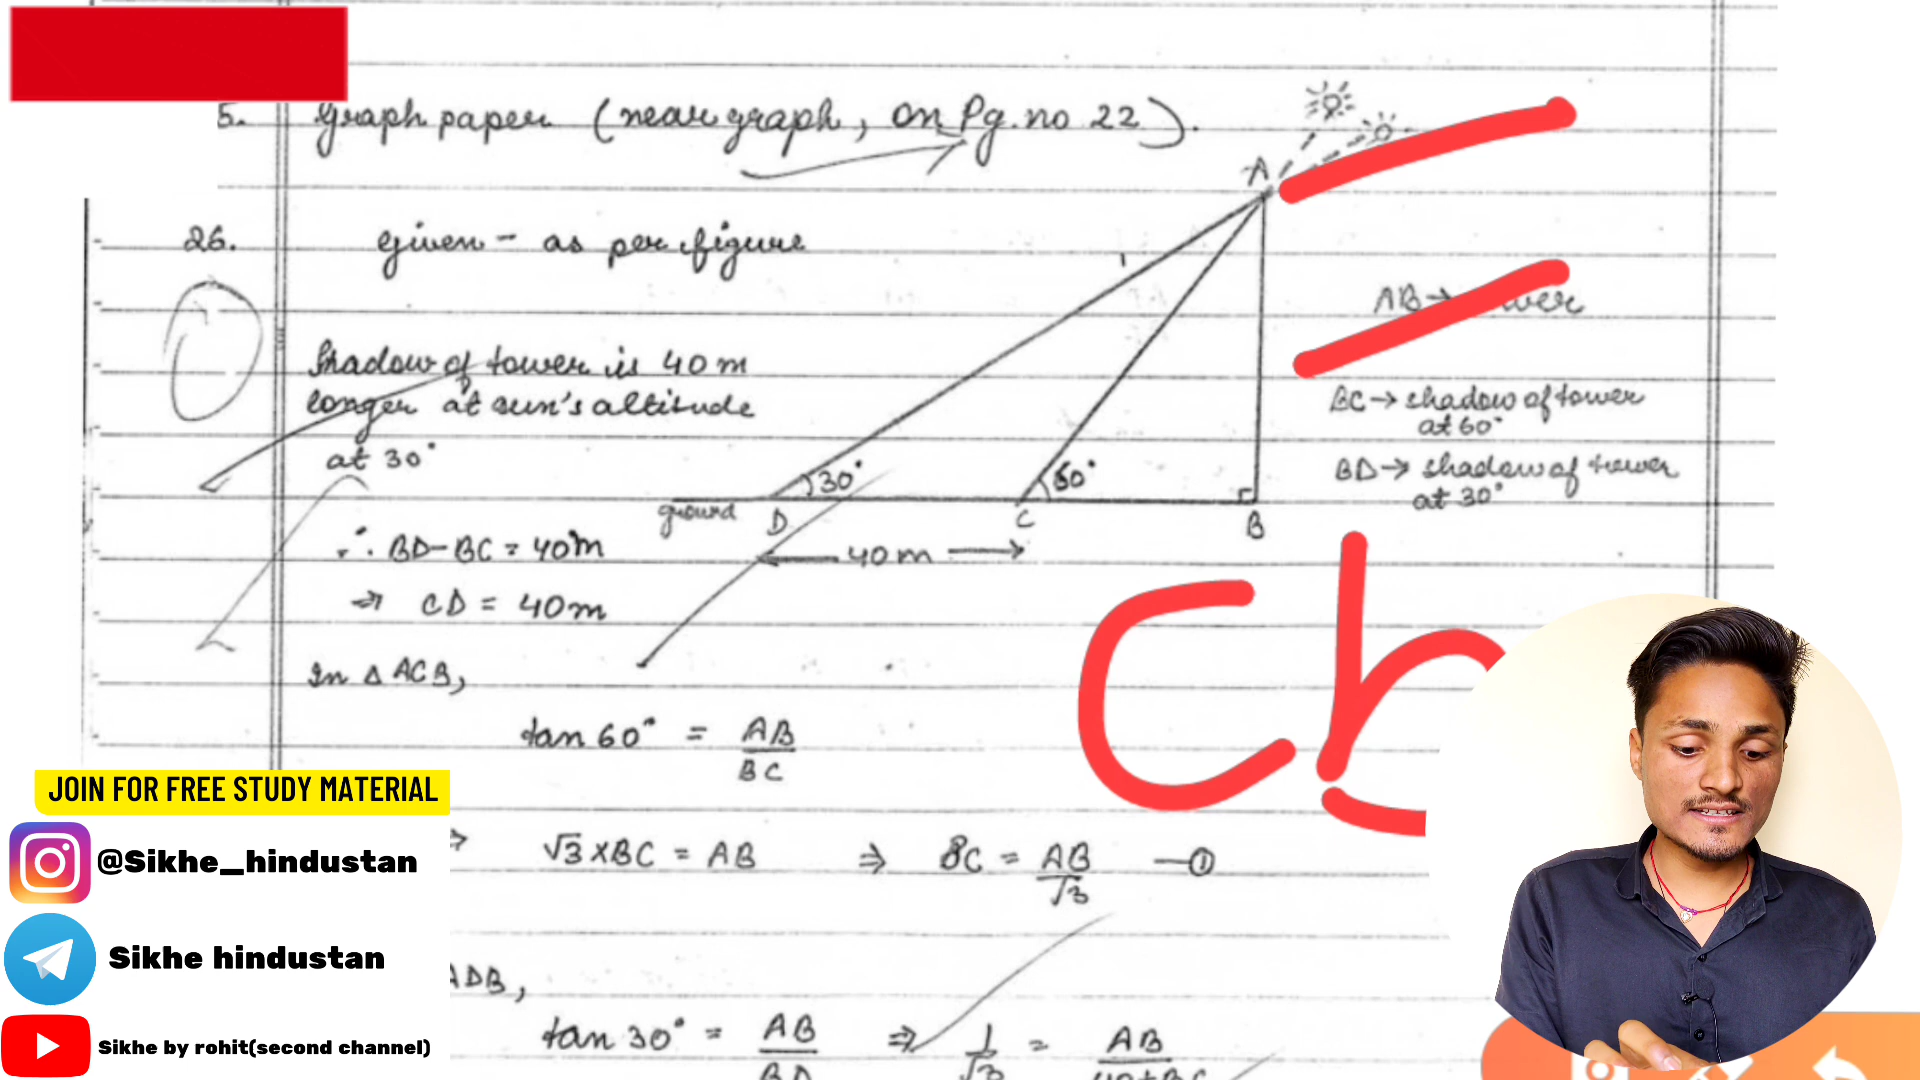 5. Graph paper (near graph, on Pg. no 22).
26. Given - as per figure
A
AB→
BC→ shadow of tower
at 60°
BD→ shadow of tower
at 30°
Shadow of tower is 40 m
longer at sun's altitude
at 30°
30°
60°
ground D C B
40 m
∴ BD-BC = 40m
⇒ CD = 40m
In Δ ACB,
tan 60° = AB/BC
Ch
⇒ √3 × BC = AB ⇒ BC = AB/√3 —①
ADB,
tan 30° = AB/BD ⇒ 1/√3 = AB/40+BC
JOIN FOR FREE STUDY MATERIAL
@Sikhe_hindustan
Sikhe hindustan
Sikhe by rohit(second channel)